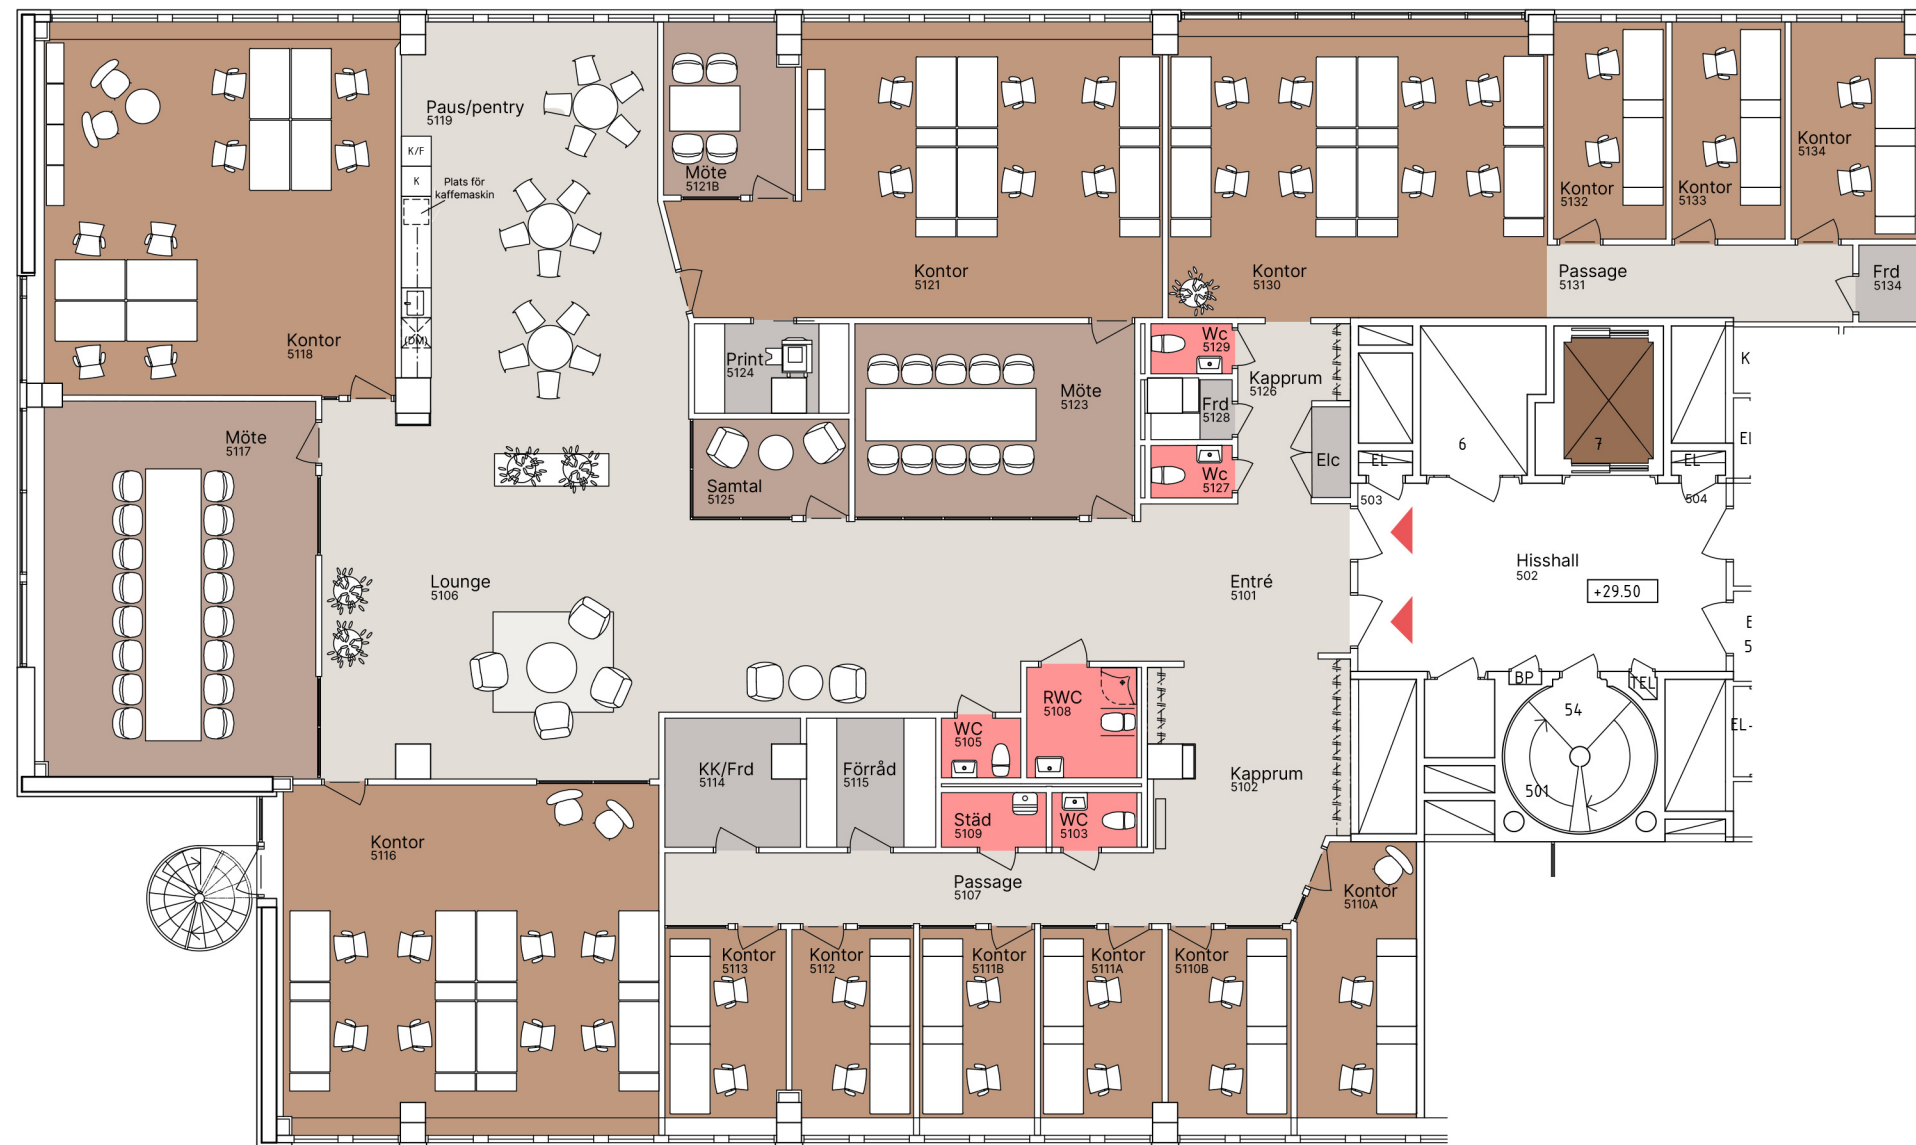 Paus/pentry
5119
K/F
K
Plats för
kaffemaskin
(DM)
Kontor
5118
Möte
5121B
Kontor
5121
Kontor
5130
Kontor
5132
Kontor
5133
Kontor
5134
Passage
5131
Frd
5134
Print
5124
Möte
5123
Wc
5129
Kapprum
5126
Frd
5128
Wc
5127
Elc
Samtal
5125
Möte
5117
EL
6
7
EL
503
504
K
Hisshall
502
+29.50
Lounge
5106
Entré
5101
RWC
5108
WC
5105
BP
TEL
54
501
EL-
KK/Frd
5114
Förråd
5115
Kapprum
5102
Städ
5109
WC
5103
Kontor
5116
Passage
5107
Kontor
5110A
Kontor
5113
Kontor
5112
Kontor
5111B
Kontor
5111A
Kontor
5110B